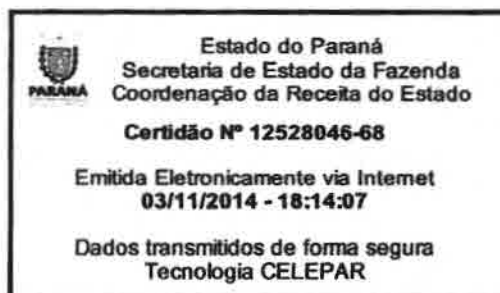 PARANÁ
Estado do Paraná
Secretaria de Estado da Fazenda
Coordenação da Receita do Estado
Certidão Nº 12528046-68
Emitida Eletronicamente via Internet
03/11/2014 - 18:14:07
Dados transmitidos de forma segura
Tecnologia CELEPAR